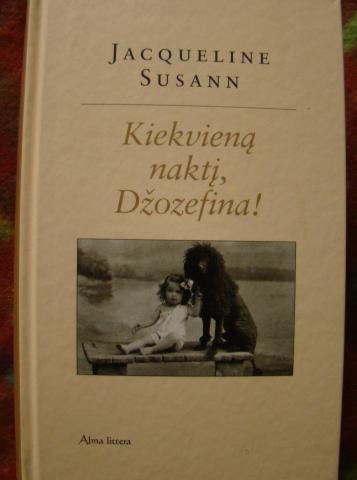 JACQUELINE
SUSANN
Kiekvieną
naktį,
Džozefina!
Alma littera